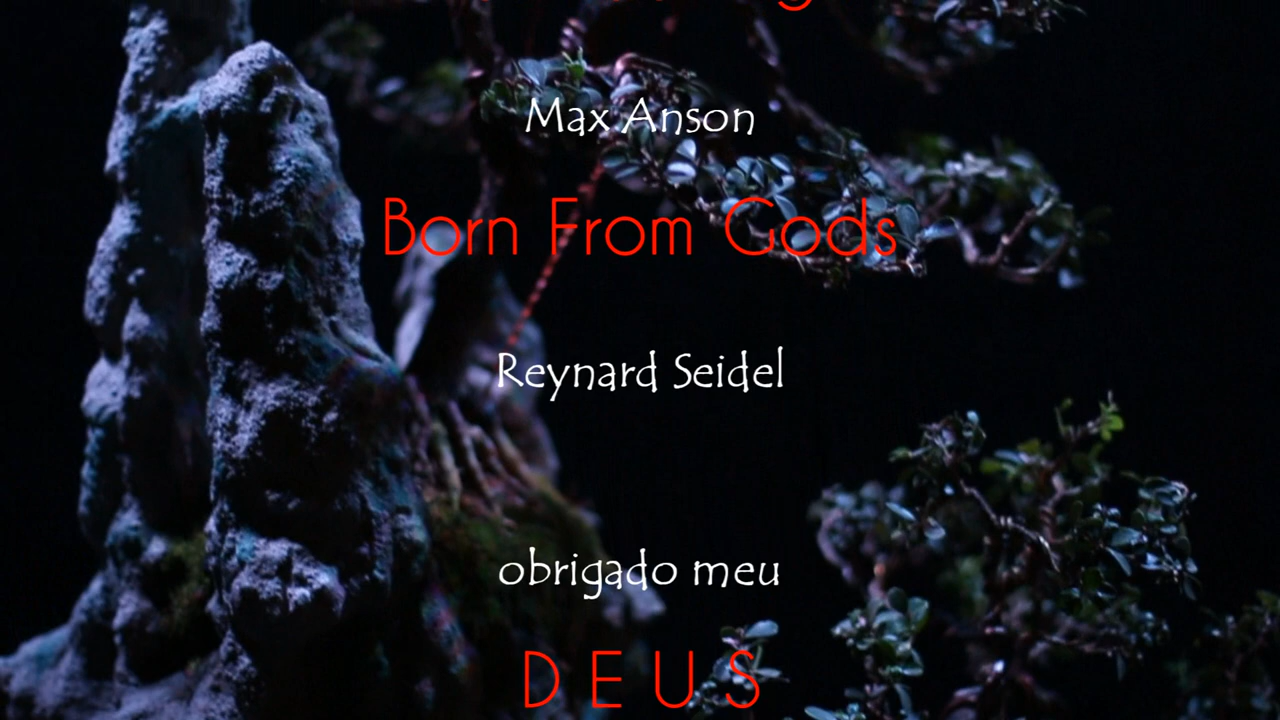 Max Anson
Born From Gods
Reynard Seidel
obrigado meu
DEUS